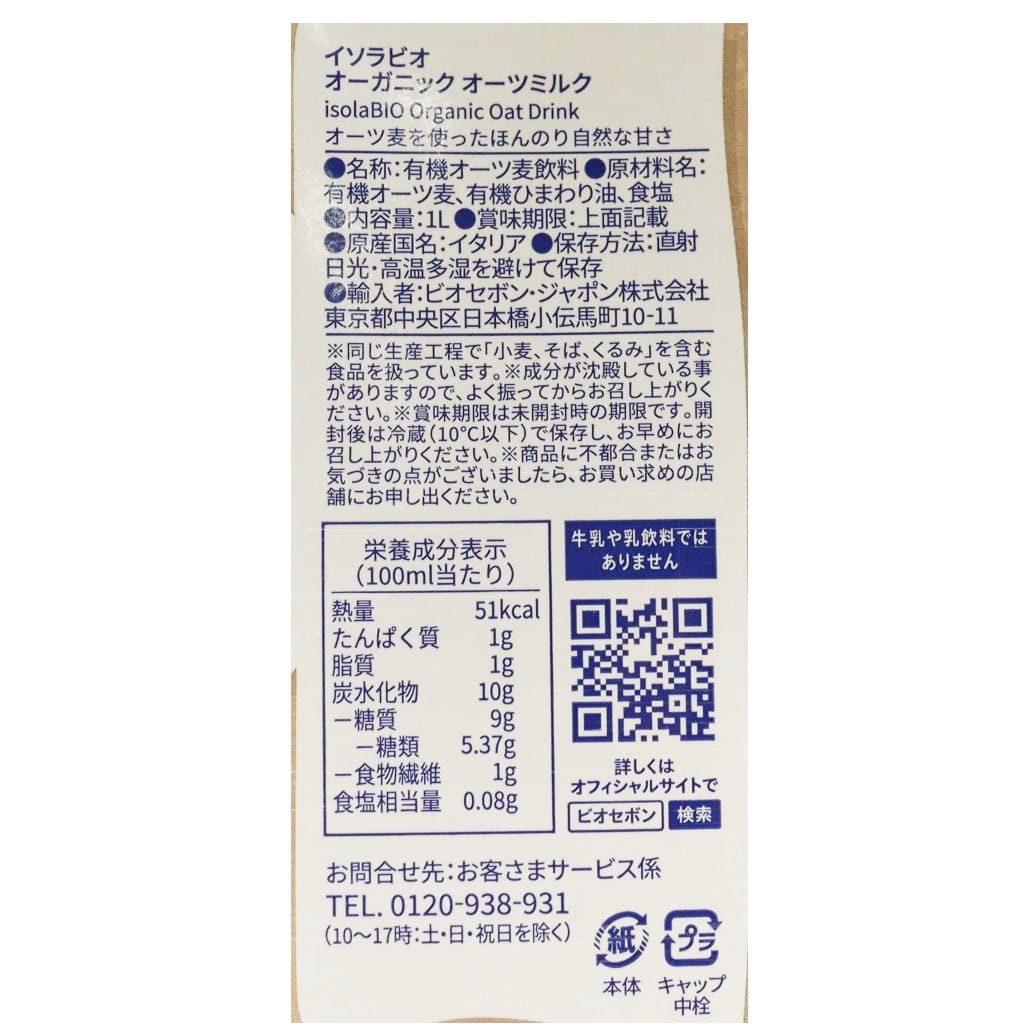 イソラビオ
オーガニック オーツミルク
isolaBIO Organic Oat Drink
オーツ麦を使ったほんのり自然な甘さ
●名称：有機オーツ麦飲料 ●原材料名：
有機オーツ麦、有機ひまわり油、食塩
●内容量：1L ●賞味期限：上面記載
●原産国名：イタリア ●保存方法：直射
日光・高温多湿を避けて保存
●輸入者：ビオセボン・ジャポン株式会社
東京都中央区日本橋小伝馬町10-11
※同じ生産工程で「小麦、そば、くるみ」を含む
食品を扱っています。※成分が沈殿している事
がありますので、よく振ってからお召し上がりく
ださい。※賞味期限は未開封時の期限です。開
封後は冷蔵（10℃以下）で保存し、お早めにお
召し上がりください。※商品に不都合またはお
気づきの点がございましたら、お買い求めの店
舗にお申し出ください。
栄養成分表示
（100ml当たり）
熱量 51kcal
たんぱく質 1g
脂質 1g
炭水化物 10g
－糖質 9g
－糖類 5.37g
－食物繊維 1g
食塩相当量 0.08g
牛乳や乳飲料では
ありません
詳しくは
オフィシャルサイトで
ビオセボン 検索
お問合せ先：お客さまサービス係
TEL. 0120-938-931
（10～17時：土・日・祝日を除く）
紙 プラ
本体 キャップ
中栓